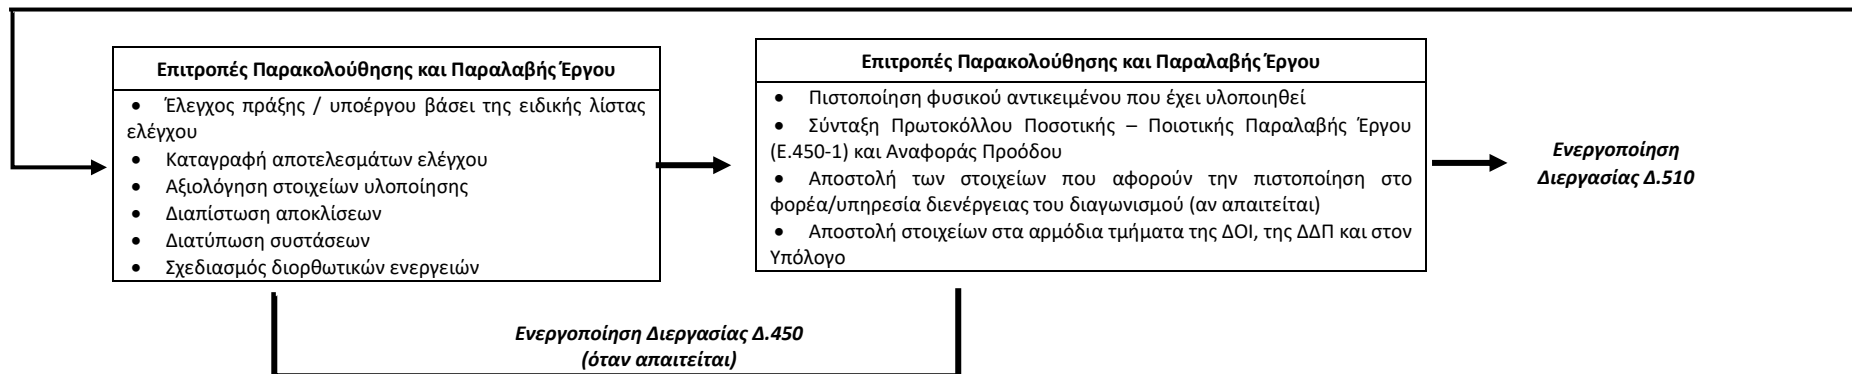 Επιτροπές Παρακολούθησης και Παραλαβής Έργου
• Έλεγχος πράξης / υποέργου βάσει της ειδικής λίστας
ελέγχου
• Καταγραφή αποτελεσμάτων ελέγχου
• Αξιολόγηση στοιχείων υλοποίησης
• Διαπίστωση αποκλίσεων
• Διατύπωση συστάσεων
• Σχεδιασμός διορθωτικών ενεργειών
Επιτροπές Παρακολούθησης και Παραλαβής Έργου
• Πιστοποίηση φυσικού αντικειμένου που έχει υλοποιηθεί
• Σύνταξη Πρωτοκόλλου Ποσοτικής – Ποιοτικής Παραλαβής Έργου
(Ε.450-1) και Αναφοράς Προόδου
• Αποστολή των στοιχείων που αφορούν την πιστοποίηση στο
φορέα/υπηρεσία διενέργειας του διαγωνισμού (αν απαιτείται)
• Αποστολή στοιχείων στα αρμόδια τμήματα της ΔΟΙ, της ΔΔΠ και στον
Υπόλογο
Ενεργοποίηση
Διεργασίας Δ.510
Ενεργοποίηση Διεργασίας Δ.450
(όταν απαιτείται)